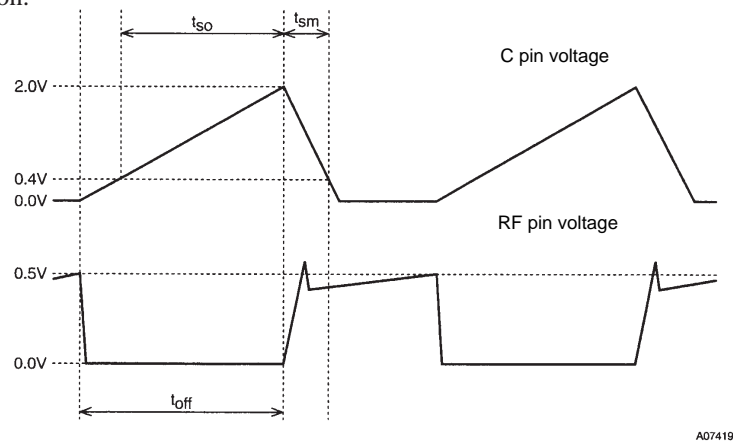 on.
tso
tsm
C pin voltage
2.0V
0.4V
0.0V
RF pin voltage
0.5V
0.0V
toff
A07419